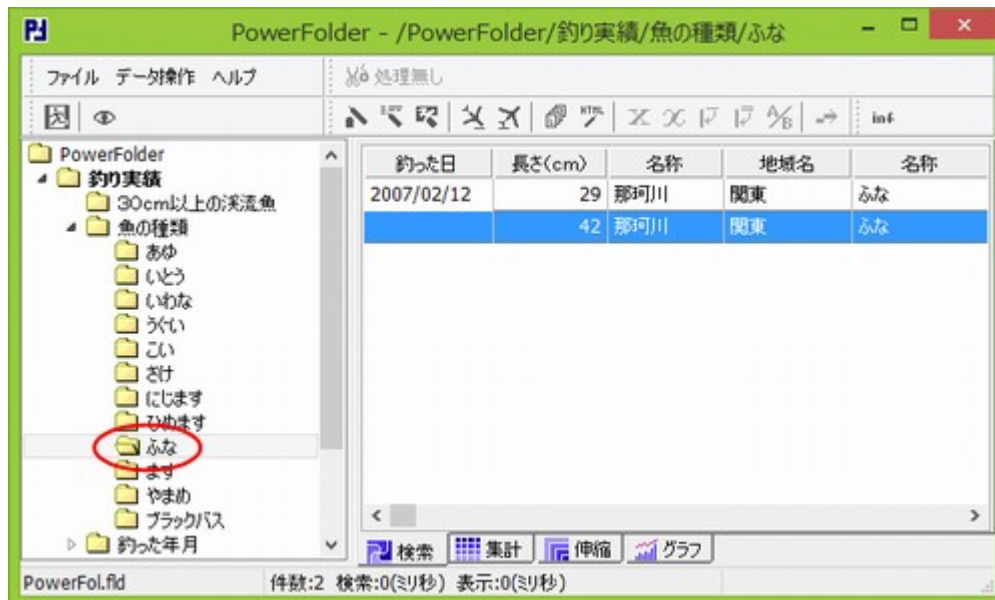 PowerFolder - /PowerFolder/釣り実績/魚の種類/ふな
ファイル データ操作 ヘルプ
処理無し
HTML
A/B
inf
PowerFolder
釣り実績
30cm以上の渓流魚
魚の種類
あゆ
いとう
いわな
うぐい
こい
さけ
にじます
ひめます
ふな
ます
やまめ
ブラックバス
釣った年月
釣った日 長さ(cm) 名称 地域名 名称
2007/02/12 29 那珂川 関東 ふな
42 那珂川 関東 ふな
検索 集計 伸縮 グラフ
PowerFol.fld 件数:2 検索:0(ミリ秒) 表示:0(ミリ秒)